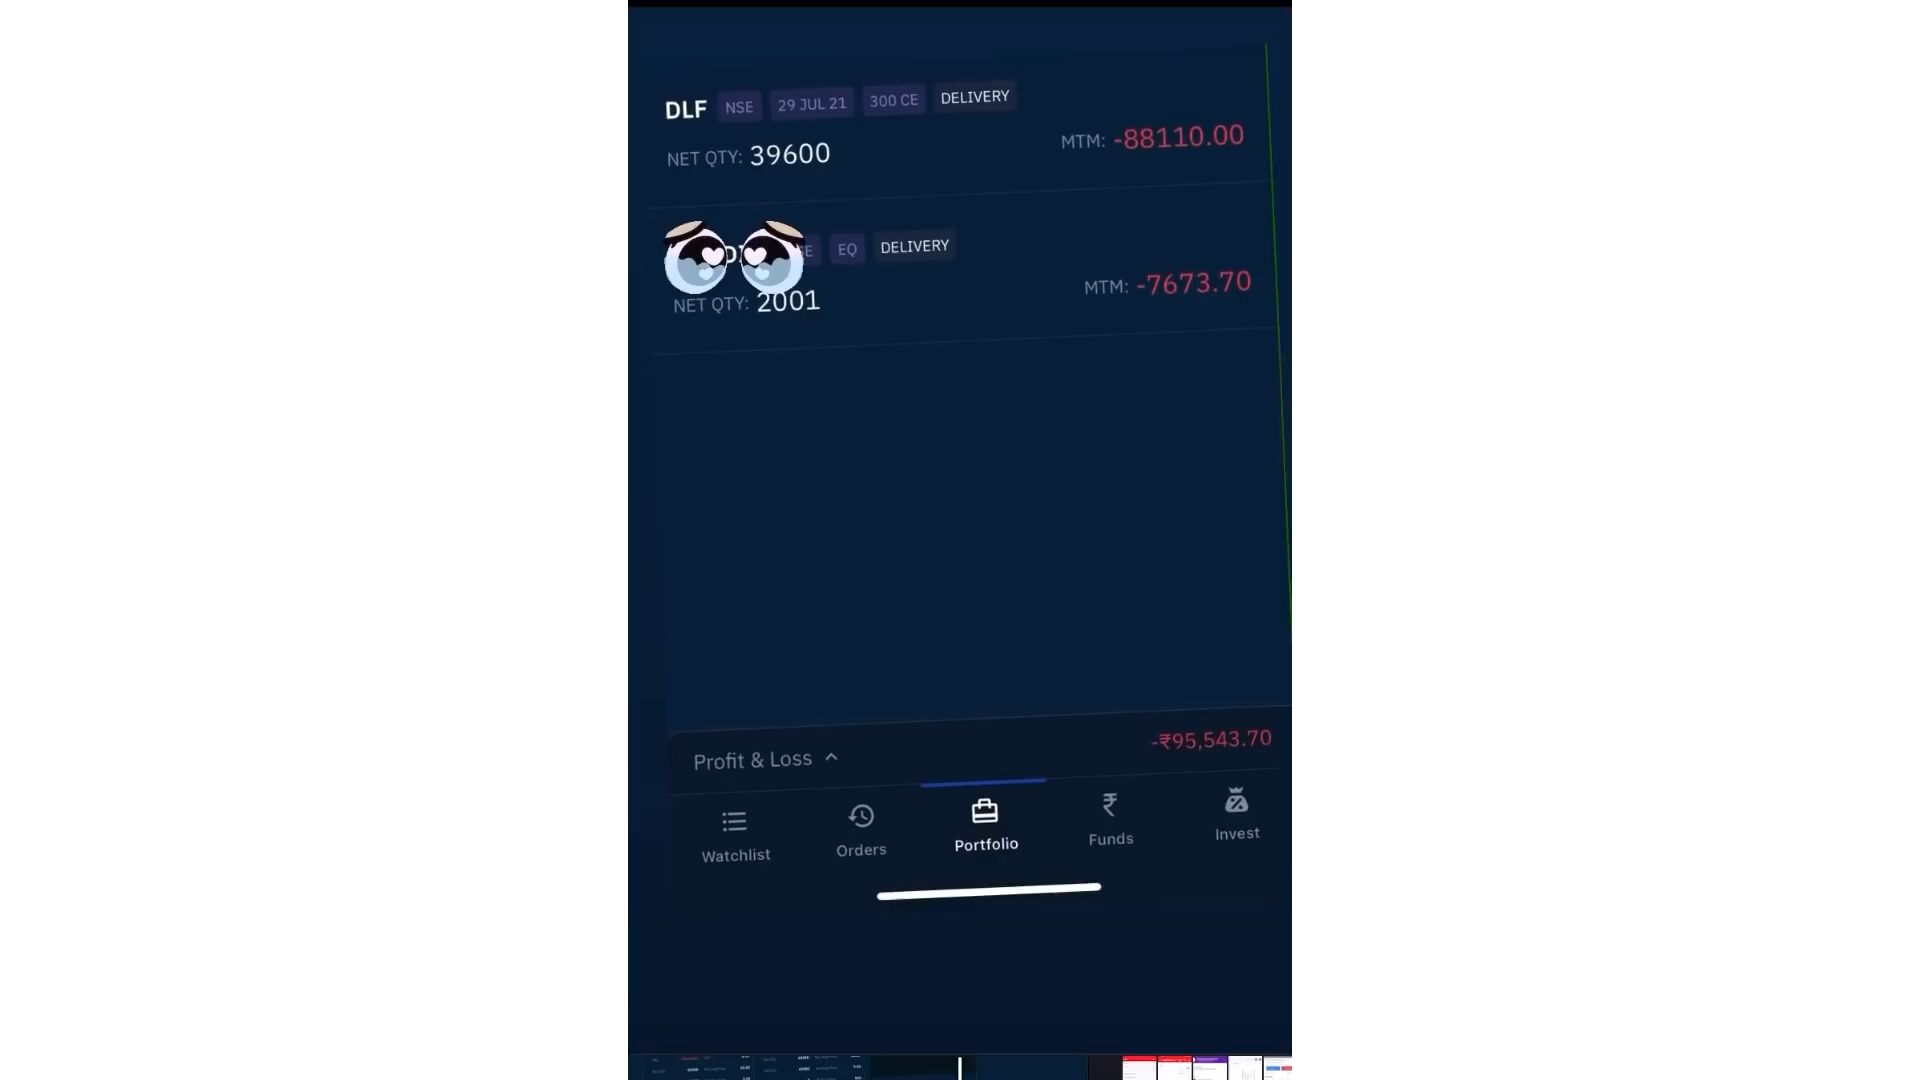 DLF NSE 29 JUL 21 300 CE DELIVERY
NET QTY: 39600 MTM: -88110.00
EQ DELIVERY
NET QTY: 2001 MTM: -7673.70
Profit & Loss -₹95,543.70
Watchlist Orders Portfolio Funds Invest